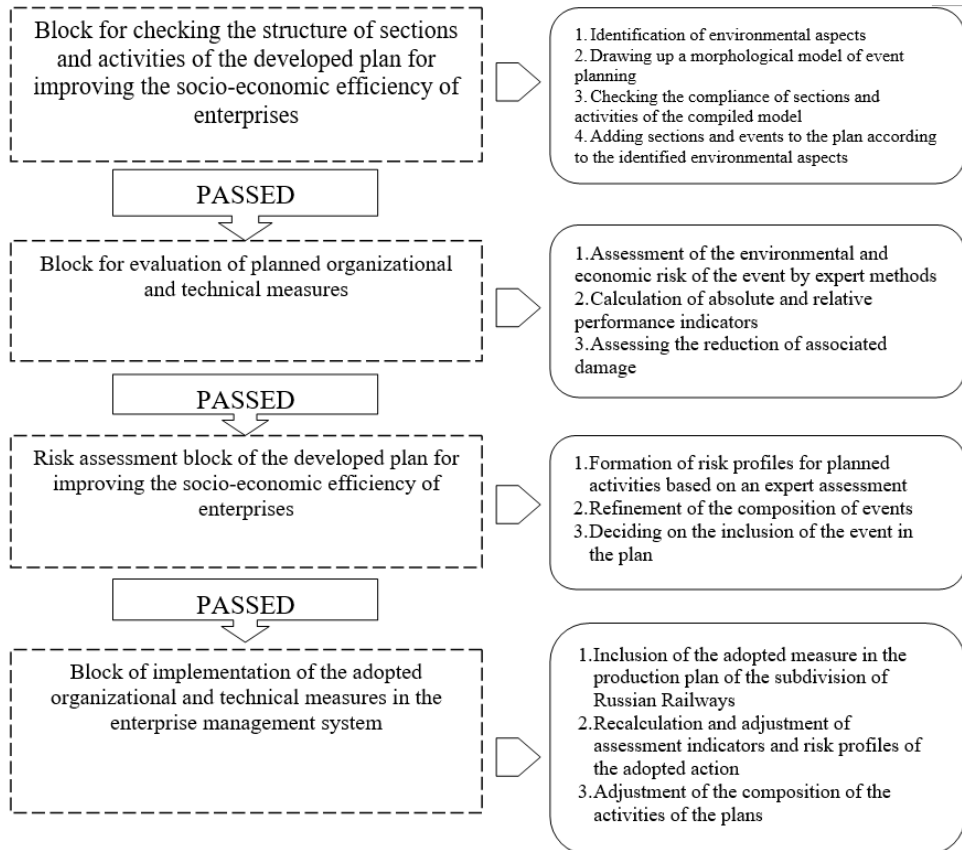 Block for checking the structure of sections
and activities of the developed plan for
improving the socio-economic efficiency of
enterprises
1. Identification of environmental aspects
2. Drawing up a morphological model of event
planning
3. Checking the compliance of sections and
activities of the compiled model
4. Adding sections and events to the plan according
to the identified environmental aspects
PASSED
Block for evaluation of planned organizational
and technical measures
1. Assessment of the environmental and
economic risk of the event by expert methods
2. Calculation of absolute and relative
performance indicators
3. Assessing the reduction of associated
damage
PASSED
Risk assessment block of the developed plan for
improving the socio-economic efficiency of
enterprises
1. Formation of risk profiles for planned
activities based on an expert assessment
2. Refinement of the composition of events
3. Deciding on the inclusion of the event in
the plan
PASSED
Block of implementation of the adopted
organizational and technical measures in the
enterprise management system
1. Inclusion of the adopted measure in the
production plan of the subdivision of
Russian Railways
2. Recalculation and adjustment of
assessment indicators and risk profiles of
the adopted action
3. Adjustment of the composition of the
activities of the plans